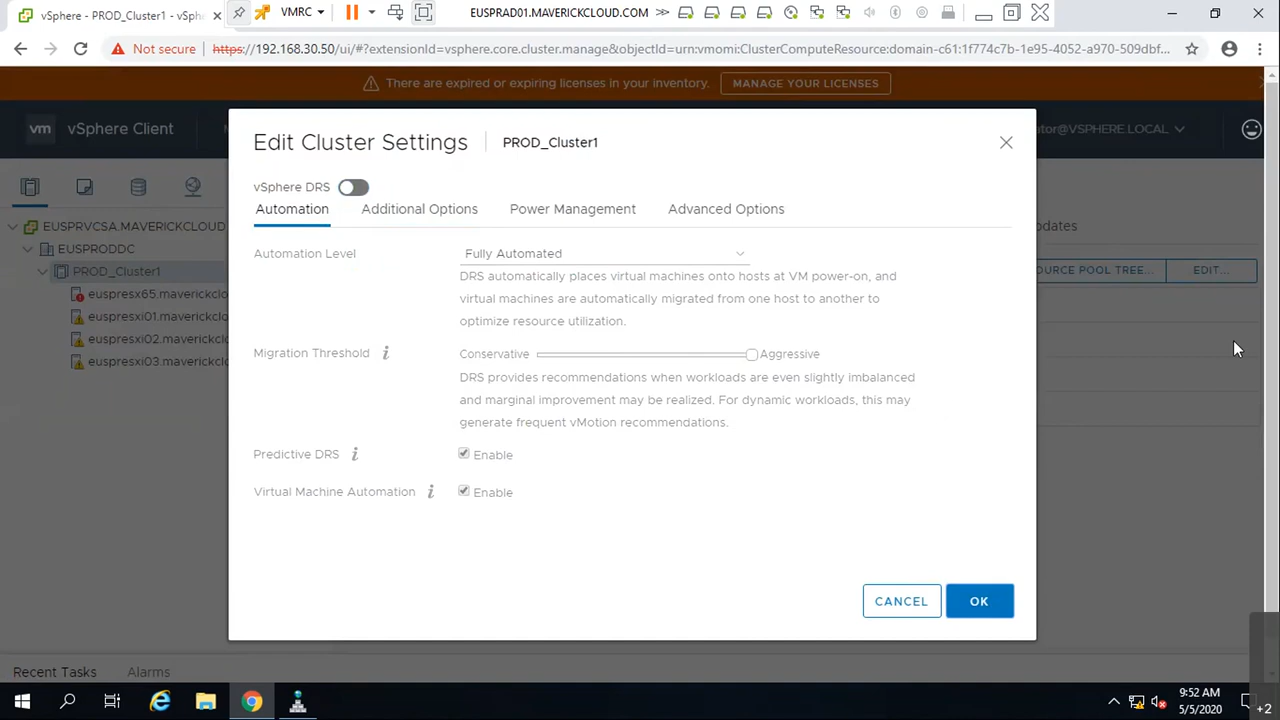 vSphere - PROD_Cluster1 - vSph
VMRC
EUSPRAD01.MAVERICKCLOUD.COM
Not secure
https://192.168.30.50/ui/#?extensionId=vsphere.core.cluster.manage&objectId=urn:vmomi:ClusterComputeResource:domain-c61:1f774c7b-1e95-4052-a970-509dbf...
There are expired or expiring licenses in your inventory.
MANAGE YOUR LICENSES
vm
vSphere Client
ator@VSPHERE.LOCAL
EUSPRVCSA.MAVERICKCLOUD
EUSPRODDC
PROD_Cluster1
euspresx65.maverickclo
euspresxi01.maverickclo
euspresxi02.maverickclo
euspresxi03.maverickclo
dates
OURCE POOL TREE...
EDIT...
Edit Cluster Settings
PROD_Cluster1
vSphere DRS
Automation
Additional Options
Power Management
Advanced Options
Automation Level
Fully Automated
DRS automatically places virtual machines onto hosts at VM power-on, and
virtual machines are automatically migrated from one host to another to
optimize resource utilization.
Migration Threshold
Conservative
Aggressive
DRS provides recommendations when workloads are even slightly imbalanced
and marginal improvement may be realized. For dynamic workloads, this may
generate frequent vMotion recommendations.
Predictive DRS
Enable
Virtual Machine Automation
Enable
CANCEL
OK
Recent Tasks
Alarms
9:52 AM
5/5/2020
+2